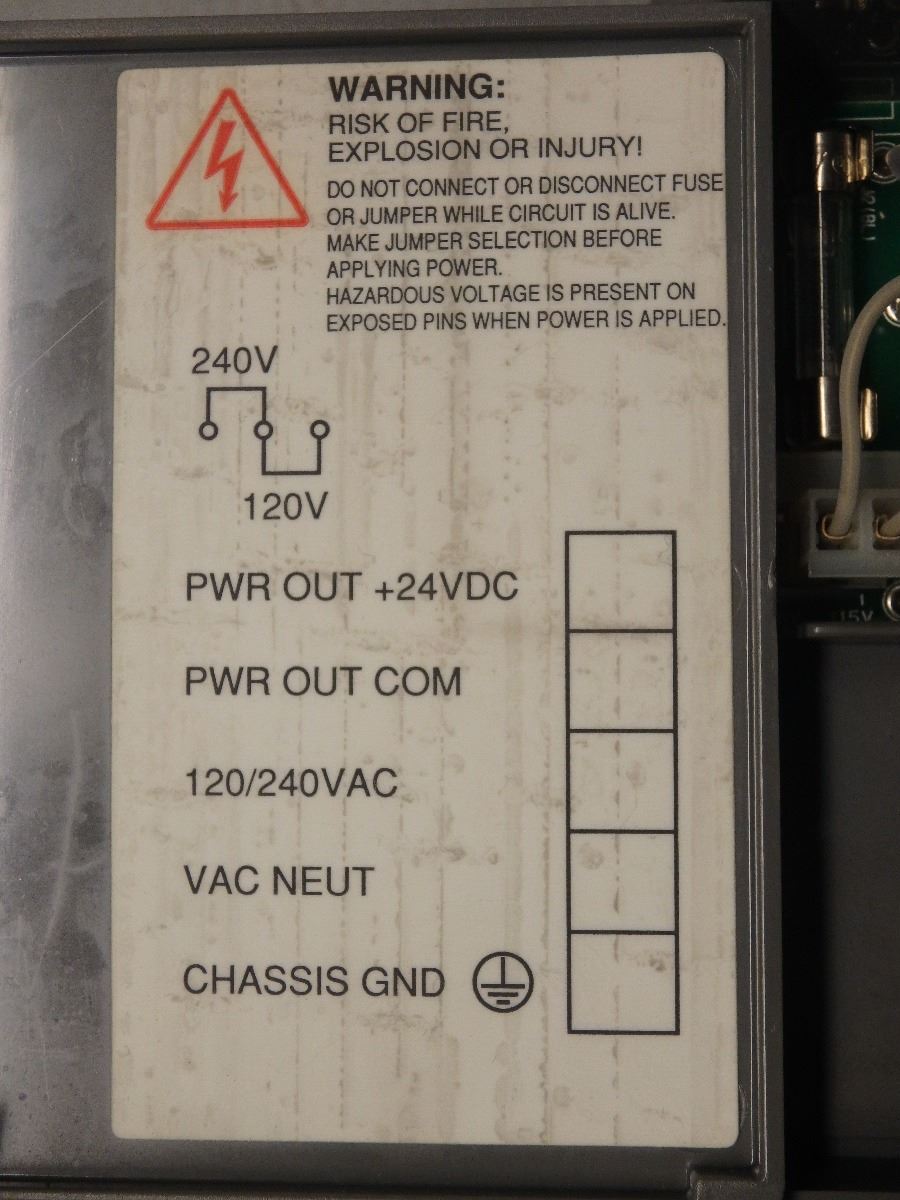 WARNING:
RISK OF FIRE,
EXPLOSION OR INJURY!
DO NOT CONNECT OR DISCONNECT FUSE
OR JUMPER WHILE CIRCUIT IS ALIVE.
MAKE JUMPER SELECTION BEFORE
APPLYING POWER.
HAZARDOUS VOLTAGE IS PRESENT ON
EXPOSED PINS WHEN POWER IS APPLIED.
240V
120V
PWR OUT +24VDC
PWR OUT COM
120/240VAC
VAC NEUT
CHASSIS GND
15V